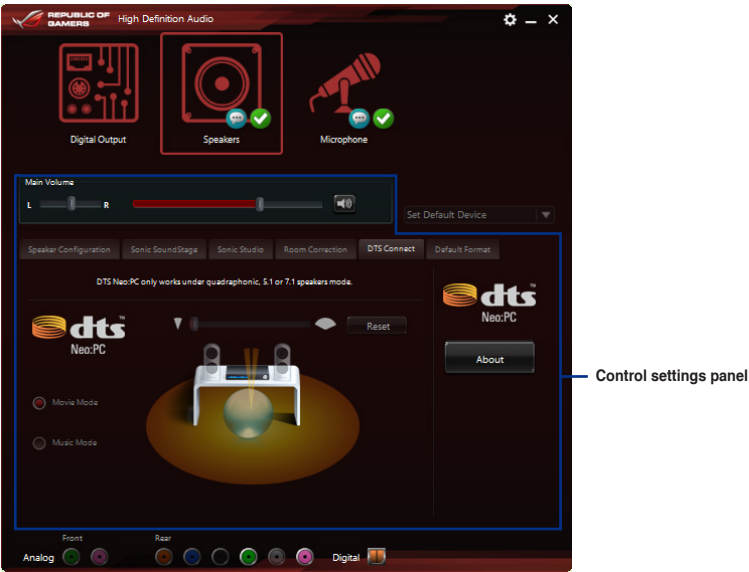 REPUBLIC OF
GAMERS
High Definition Audio
Digital Output
Speakers
Microphone
Main Volume
L
R
Set Default Device
Speaker Configuration
Sonic SoundStage
Sonic Studio
Room Correction
DTS Connect
Default Format
DTS Neo:PC only works under quadraphonic, 5.1 or 7.1 speakers mode.
dts™
Neo:PC
Reset
dts™
Neo:PC
About
Control settings panel
Movie Mode
Music Mode
Front
Rear
Analog
Digital